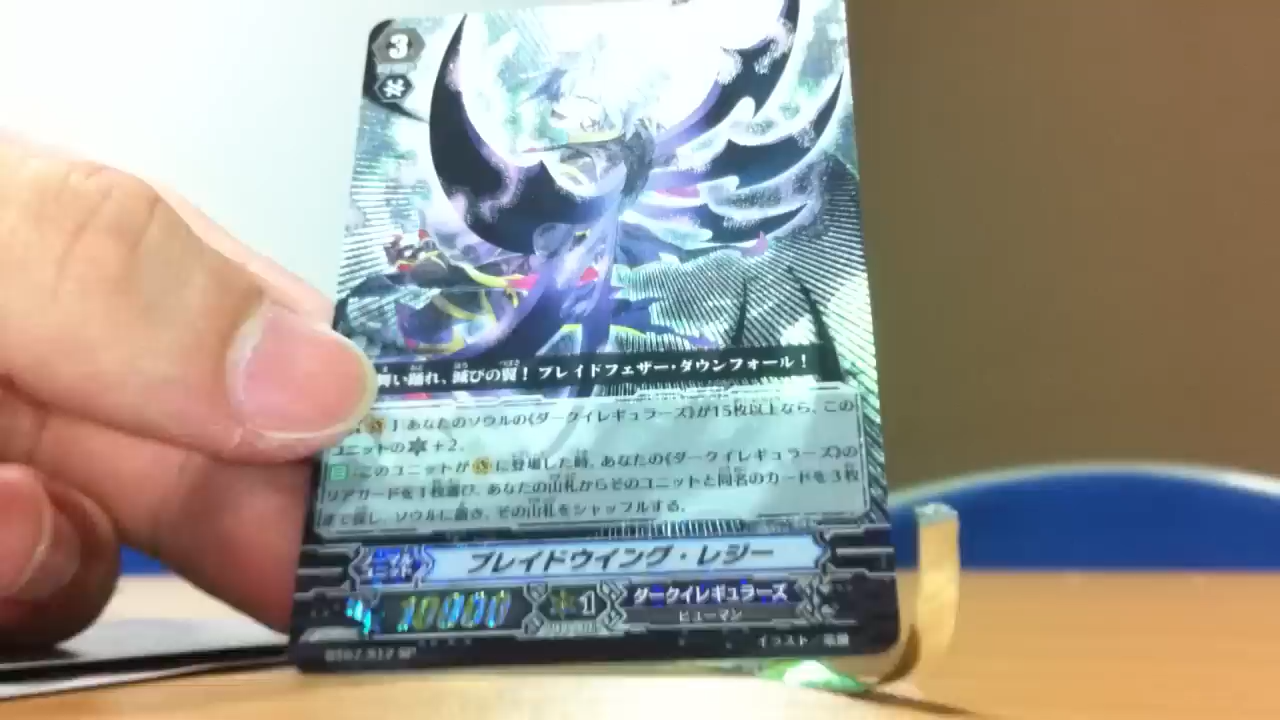 3
舞い踊れ、滅びの翼！ ブレイドフェザー・ダウンフォール！
】あなたのソウルの《ダークイレギュラーズ》が15枚以上なら、この
ユニットの +2。
このユニットが に登場した時、あなたの《ダークイレギュラーズ》の
リアガードを1枚選び、あなたの山札からそのユニットと同名のカードを3枚
まで探し、ソウルに置き、その山札をシャッフルする。
ノーマル
ユニット
ブレイドウイング・レジー
10000
1
ダークイレギュラーズ
ヒューマン
イラスト